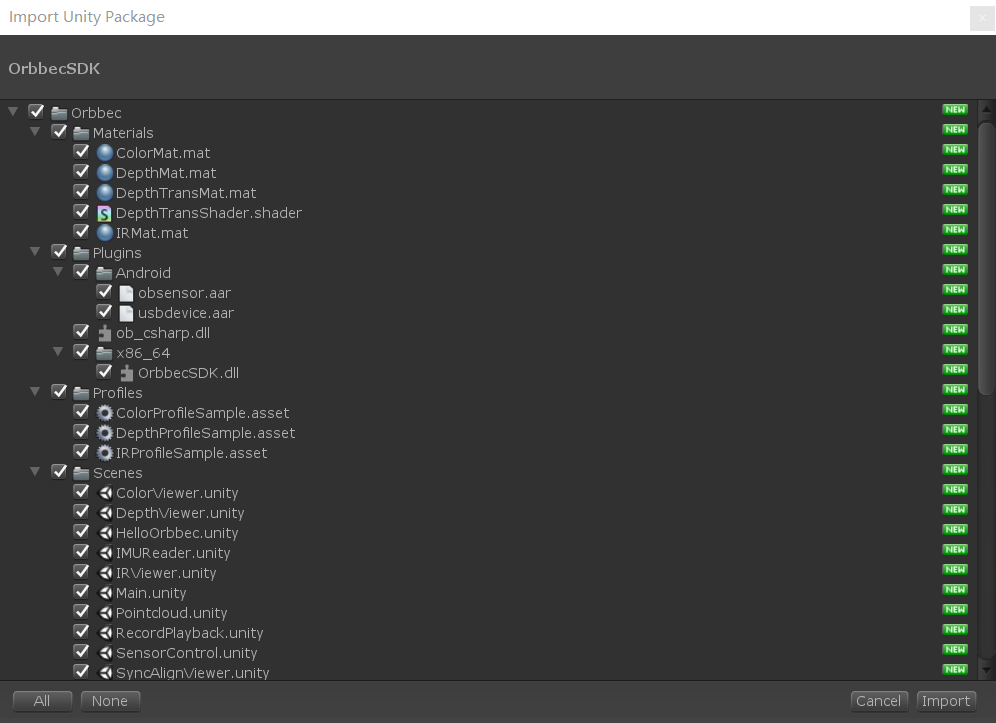 Import Unity Package
OrbbecSDK
Orbbec NEW
Materials NEW
ColorMat.mat NEW
DepthMat.mat NEW
DepthTransMat.mat NEW
DepthTransShader.shader NEW
IRMat.mat NEW
Plugins NEW
Android NEW
obsensor.aar NEW
usbdevice.aar NEW
ob_csharp.dll NEW
x86_64 NEW
OrbbecSDK.dll NEW
Profiles NEW
ColorProfileSample.asset NEW
DepthProfileSample.asset NEW
IRProfileSample.asset NEW
Scenes NEW
ColorViewer.unity NEW
DepthViewer.unity NEW
HelloOrbbec.unity NEW
IMUReader.unity NEW
IRViewer.unity NEW
Main.unity NEW
Pointcloud.unity NEW
RecordPlayback.unity NEW
SensorControl.unity NEW
SyncAlignViewer.unity NEW
All None Cancel Import